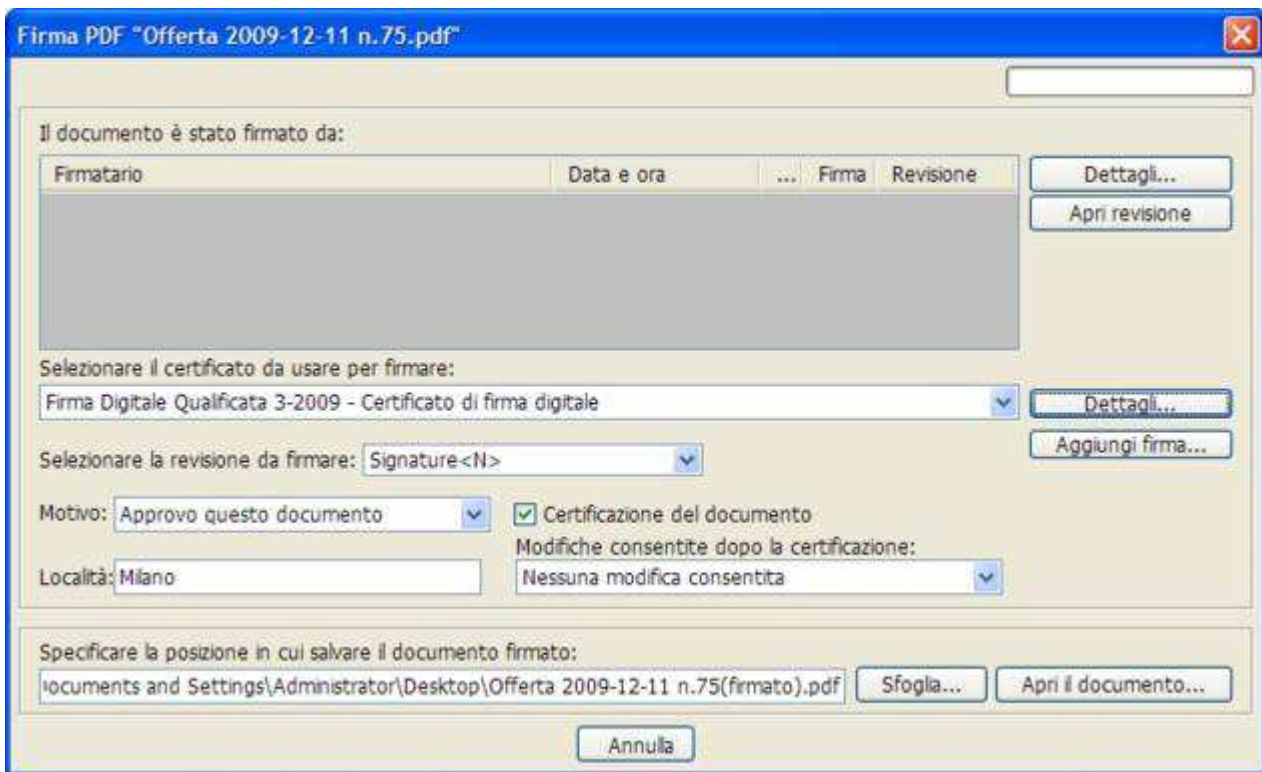 Firma PDF "Offerta 2009-12-11 n.75.pdf"
Il documento è stato firmato da:
Firmatario Data e ora ... Firma Revisione
Dettagli...
Apri revisione
Selezionare il certificato da usare per firmare:
Firma Digitale Qualificata 3-2009 - Certificato di firma digitale
Dettagli...
Aggiungi firma...
Selezionare la revisione da firmare: Signature<N>
Motivo: Approvo questo documento
Certificazione del documento
Modifiche consentite dopo la certificazione:
Località: Milano
Nessuna modifica consentita
Specificare la posizione in cui salvare il documento firmato:
ocuments and Settings\Administrator\Desktop\Offerta 2009-12-11 n.75(firmato).pdf
Sfoglia...
Apri il documento...
Annulla